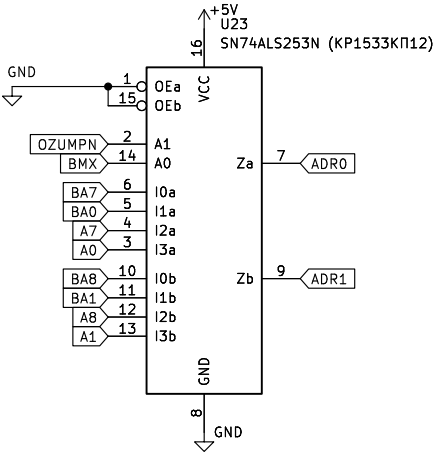 +5V
U23
SN74ALS253N (КР1533КП12)
16
VCC
GND
1 OEa
15 OEb
OZUMPN 2 A1
BMX 14 A0
Za 7 ADR0
BA7 6 I0a
BA0 5 I1a
A7 4 I2a
A0 3 I3a
BA8 10 I0b
Zb 9 ADR1
BA1 11 I1b
A8 12 I2b
A1 13 I3b
GND
8
GND